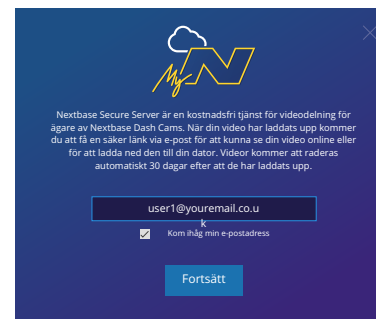 My N
Nextbase Secure Server är en kostnadsfri tjänst för videodelning för
ägare av Nextbase Dash Cams. När din video har laddats upp kommer
du att få en säker länk via e-post för att kunna se din video online eller
för att ladda ned den till din dator. Videor kommer att raderas
automatiskt 30 dagar efter att de har laddats upp.
user1@youremail.co.u
k
Kom ihåg min e-postadress
Fortsätt